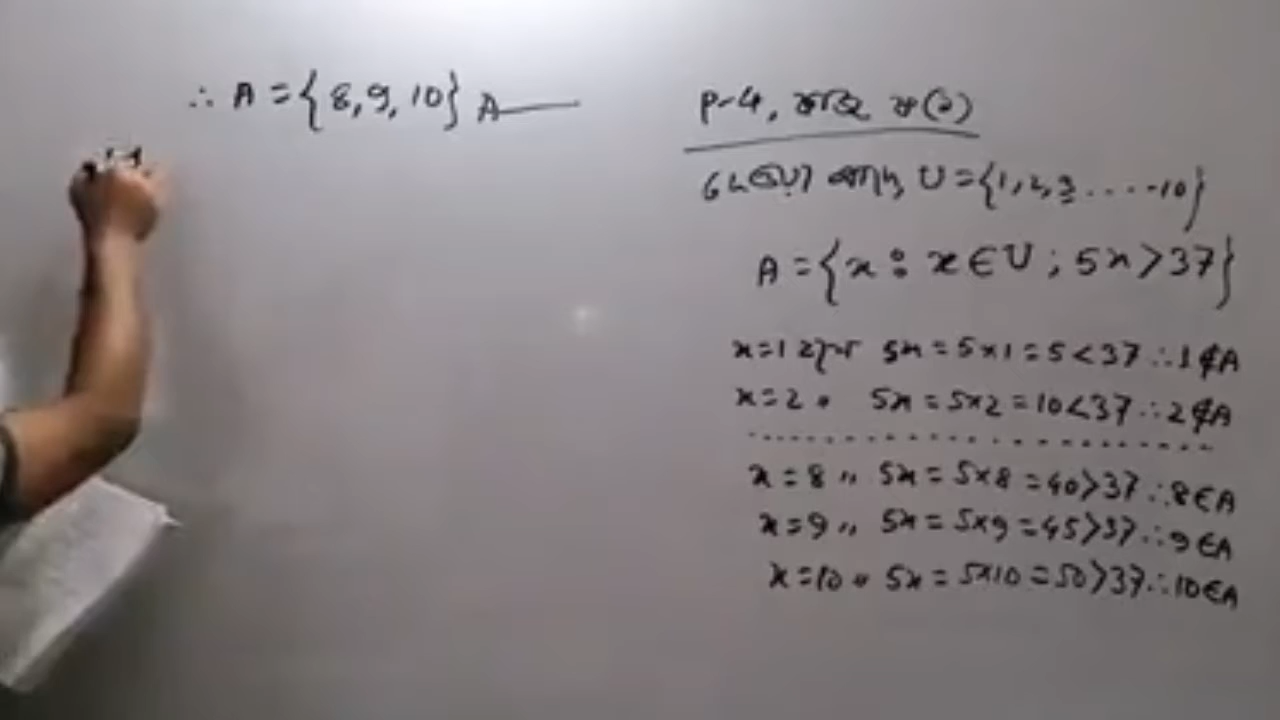 ∴ A = {8, 9, 10} A
P-4, কাজ ক(১)
দেওয়া আছে, U = {1, 2, 3 .....10}
A = {x : x ∈ U ; 5x > 37}
x = 1 হলে 5x = 5×1 = 5 < 37 ∴ 1 ∉ A
x = 2 " 5x = 5×2 = 10 < 37 ∴ 2 ∉ A
x = 8 " 5x = 5×8 = 40 > 37 ∴ 8 ∈ A
x = 9 " 5x = 5×9 = 45 > 37 ∴ 9 ∈ A
x = 10 " 5x = 5×10 = 50 > 37 ∴ 10 ∈ A